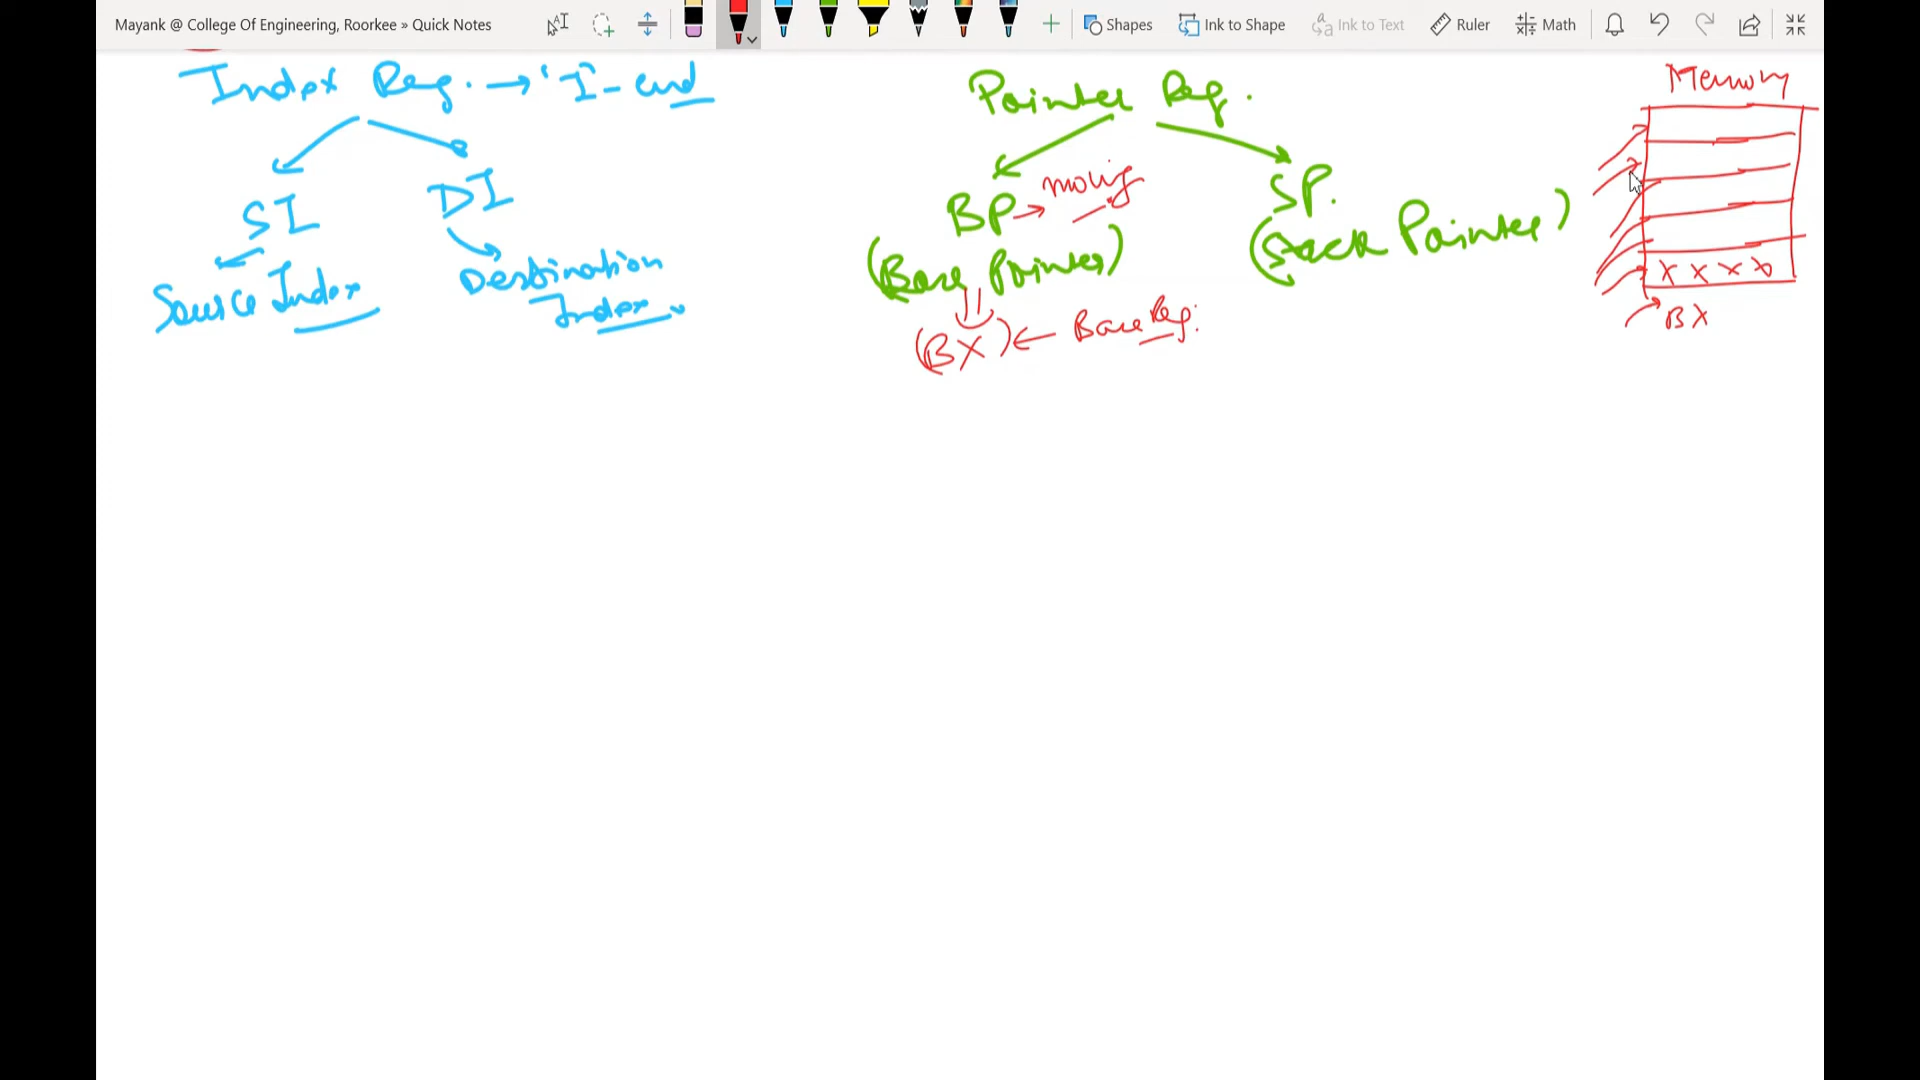 Mayank @ College Of Engineering, Roorkee » Quick Notes
Shapes
Ink to Shape
Ink to Text
Ruler
Math
Index Reg. → 'I'-end
SI
DI
Source Index
Destination
Index
Pointer Reg.
BP → moving
SP.
(Base Pointer)
(Stack Pointer)
(BX) ← Base Reg.
Memory
X X X X
BX